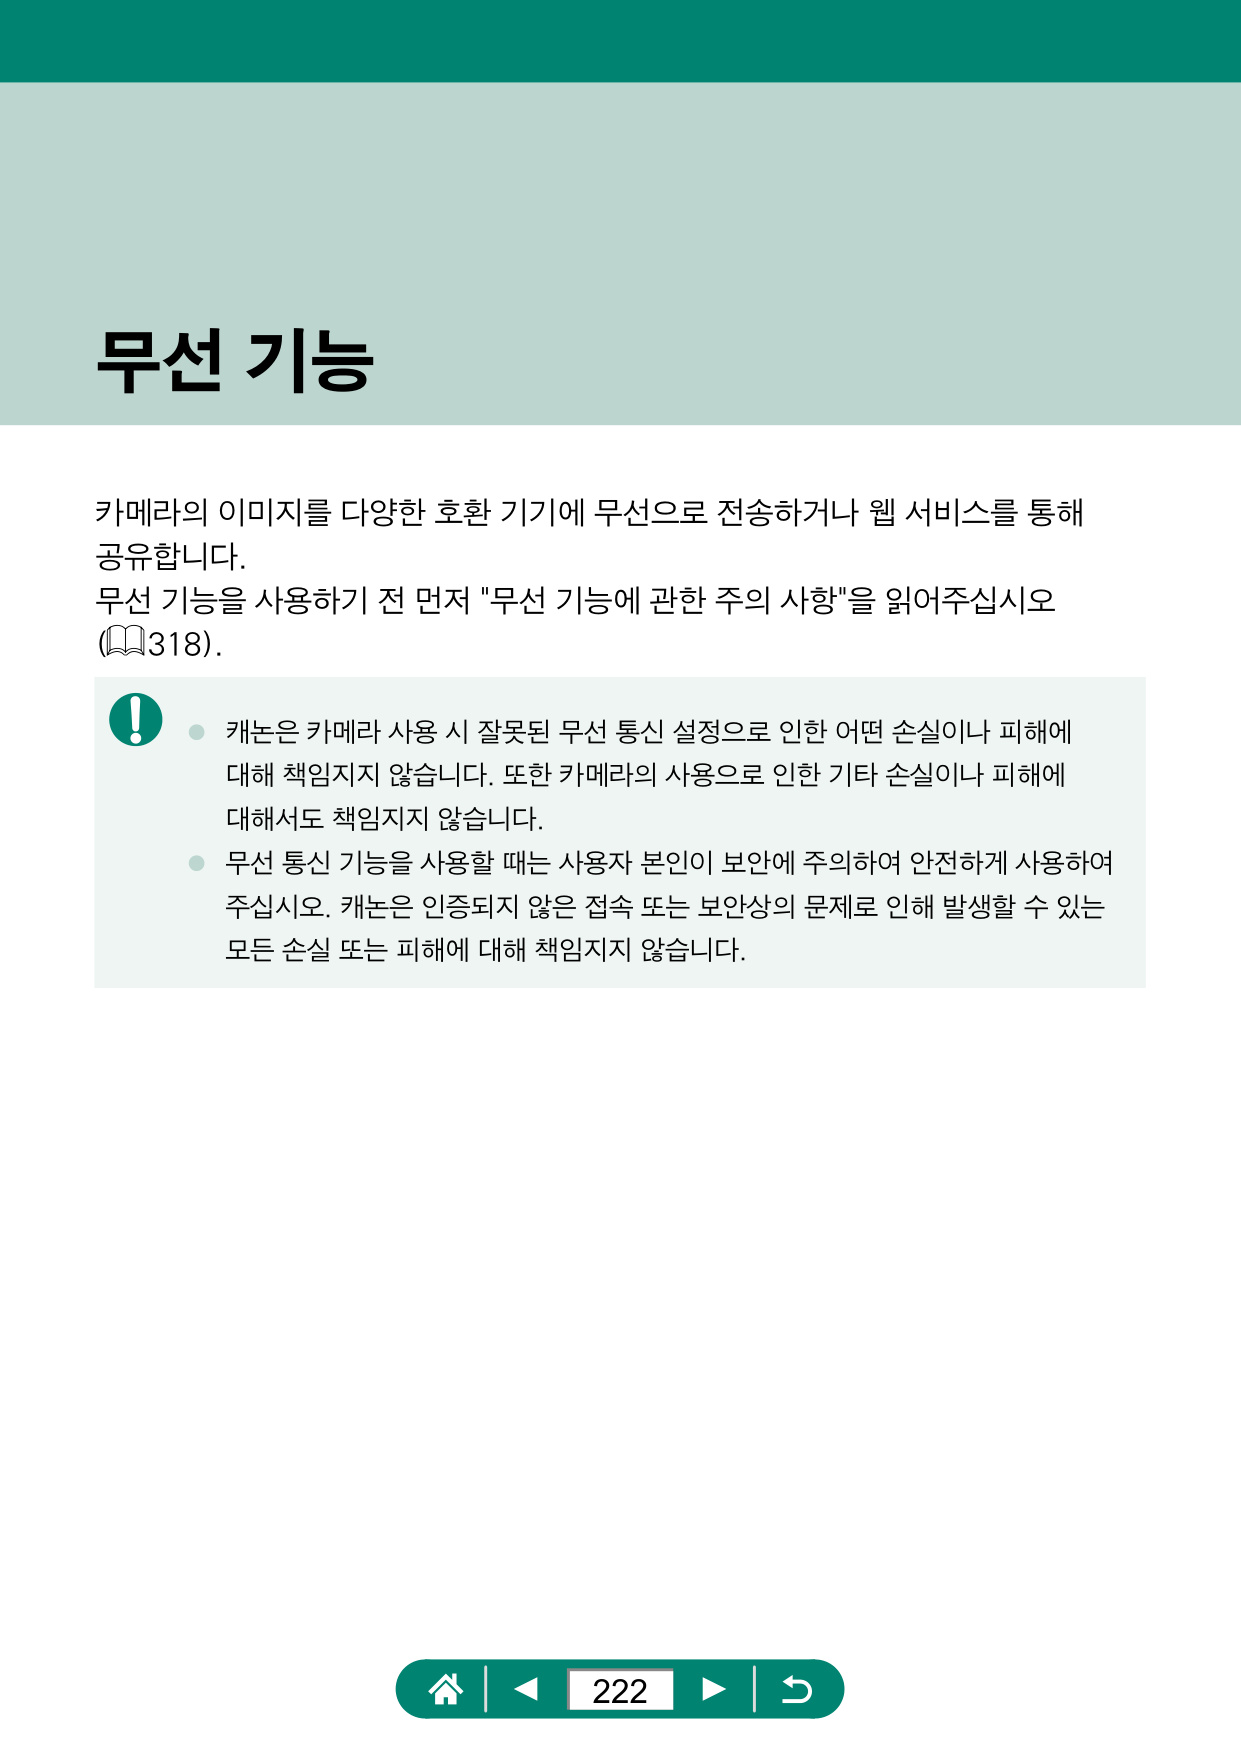 무선 기능
카메라의 이미지를 다양한 호환 기기에 무선으로 전송하거나 웹 서비스를 통해
공유합니다.
무선 기능을 사용하기 전 먼저 "무선 기능에 관한 주의 사항"을 읽어주십시오
(318).
캐논은 카메라 사용 시 잘못된 무선 통신 설정으로 인한 어떤 손실이나 피해에
대해 책임지지 않습니다. 또한 카메라의 사용으로 인한 기타 손실이나 피해에
대해서도 책임지지 않습니다.
무선 통신 기능을 사용할 때는 사용자 본인이 보안에 주의하여 안전하게 사용하여
주십시오. 캐논은 인증되지 않은 접속 또는 보안상의 문제로 인해 발생할 수 있는
모든 손실 또는 피해에 대해 책임지지 않습니다.
222